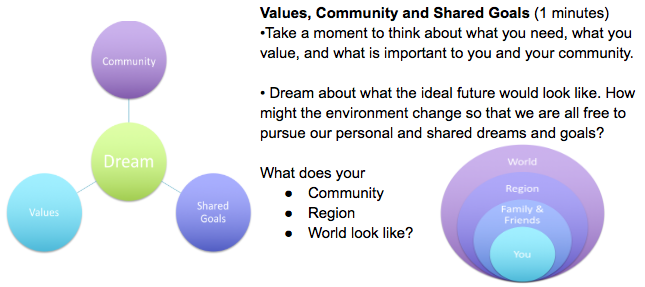 Community
Dream
Values
Shared
Goals
Values, Community and Shared Goals (1 minutes)
•Take a moment to think about what you need, what you
value, and what is important to you and your community.
• Dream about what the ideal future would look like. How
might the environment change so that we are all free to
pursue our personal and shared dreams and goals?
What does your
● Community
● Region
● World look like?
World
Region
Family &
Friends
You